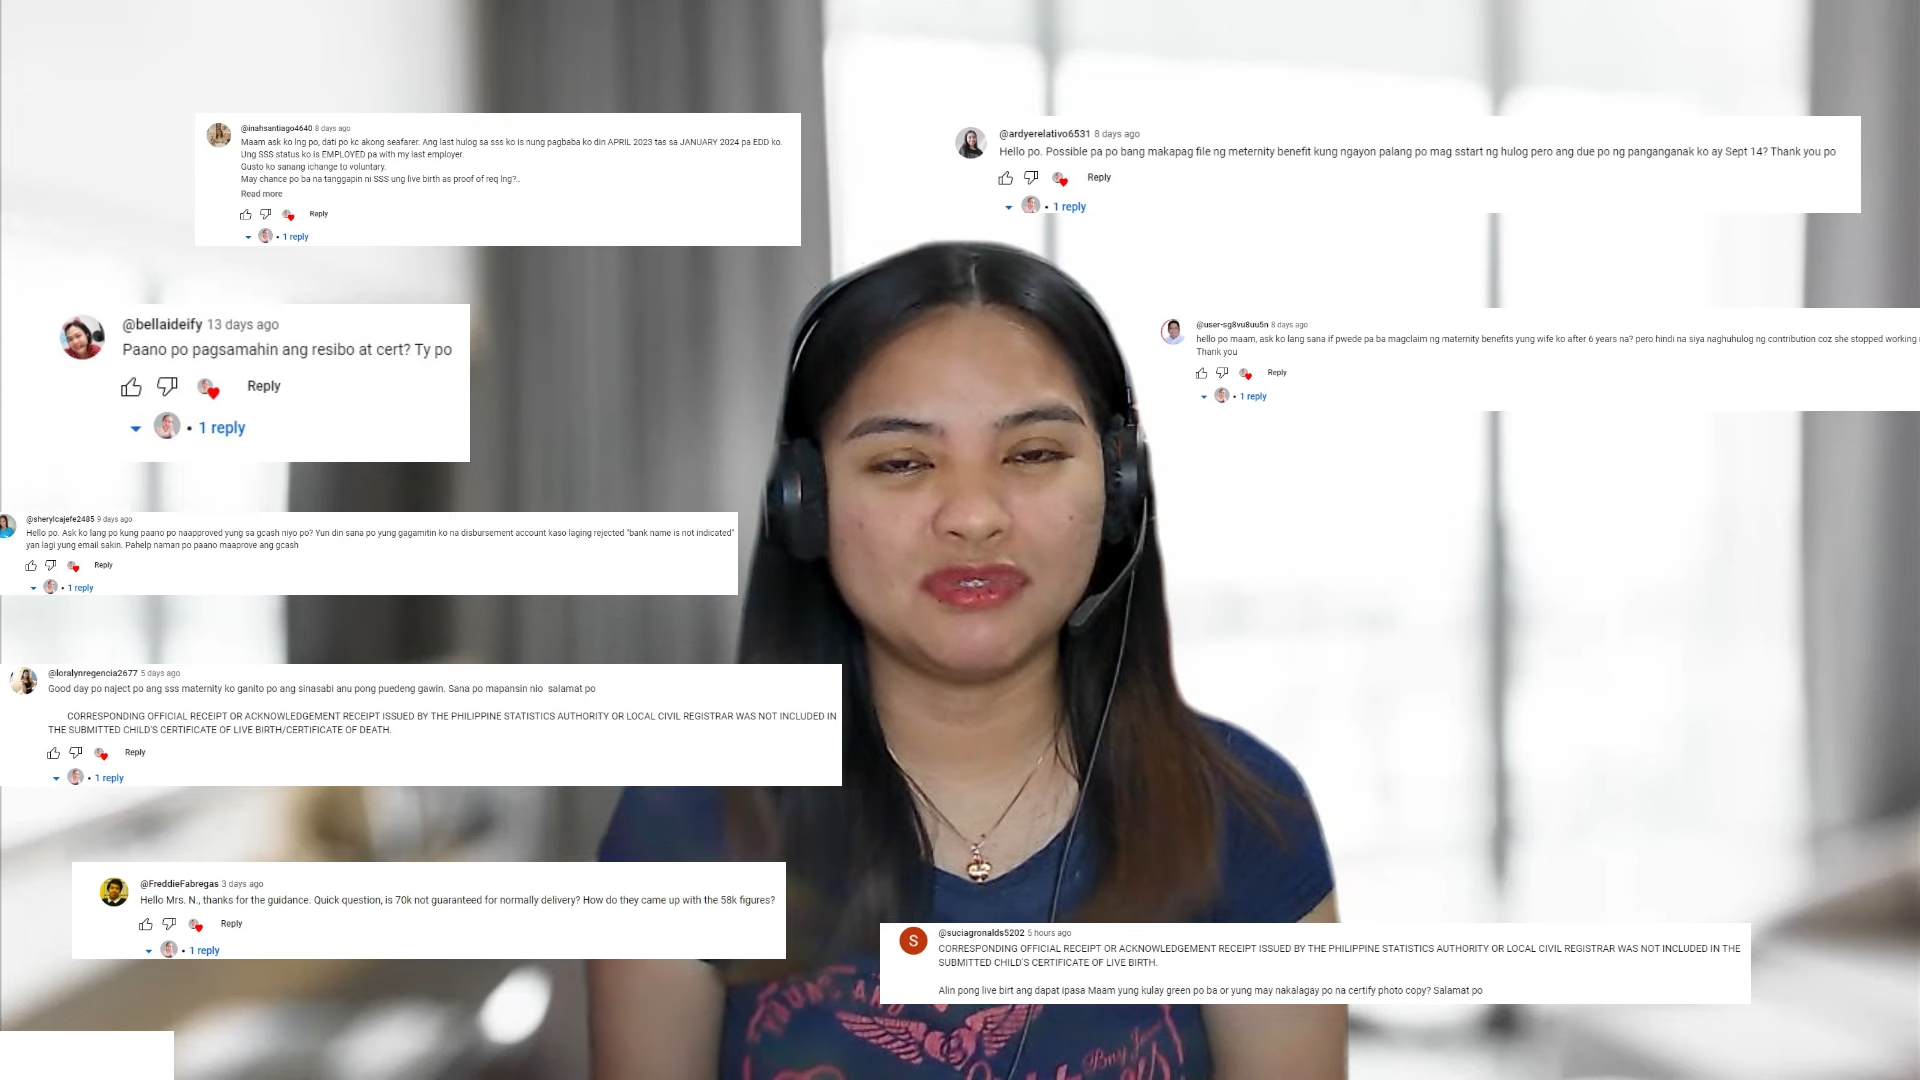 @inahsantiago4640 8 days ago
Maam ask ko lng po, dati po kc akong seafarer. Ang last hulog sa sss ko is nung pagbaba ko din APRIL 2023 tas sa JANUARY 2024 pa EDD ko.
Ung SSS status ko is EMPLOYED pa with my last employer.
Gusto ko sanang ichange to voluntary.
May chance po ba na tanggapin ni SSS ung live birth as proof of req lng?..
Read more
Reply
1 reply
@ardyerelativo6531 8 days ago
Hello po. Possible pa po bang makapag file ng meternity benefit kung ngayon palang po mag sstart ng hulog pero ang due po ng panganganak ko ay Sept 14? Thank you po
Reply
1 reply
@bellaideify 13 days ago
Paano po pagsamahin ang resibo at cert? Ty po
Reply
1 reply
@user-sg8vu8uu5n 8 days ago
hello po maam, ask ko lang sana if pwede pa ba magclaim ng maternity benefits yung wife ko after 6 years na? pero hindi na siya naghuhulog ng contribution coz she stopped working
Thank you
Reply
1 reply
@sherylcajefe2485 9 days ago
Hello po. Ask ko lang po kung paano po naapproved yung sa gcash niyo po? Yun din sana po yung gagamitin ko na disbursement account kaso laging rejected "bank name is not indicated"
yan lagi yung email sakin. Pahelp naman po paano maaprove ang gcash
Reply
1 reply
@loralynregencia2677 5 days ago
Good day po naject po ang sss maternity ko ganito po ang sinasabi anu pong puedeng gawin. Sana po mapansin nio salamat po
CORRESPONDING OFFICIAL RECEIPT OR ACKNOWLEDGEMENT RECEIPT ISSUED BY THE PHILIPPINE STATISTICS AUTHORITY OR LOCAL CIVIL REGISTRAR WAS NOT INCLUDED IN
THE SUBMITTED CHILD'S CERTIFICATE OF LIVE BIRTH/CERTIFICATE OF DEATH.
Reply
1 reply
@FreddieFabregas 3 days ago
Hello Mrs. N., thanks for the guidance. Quick question, is 70k not guaranteed for normally delivery? How do they came up with the 58k figures?
Reply
1 reply
S
@suciagronalds5202 5 hours ago
CORRESPONDING OFFICIAL RECEIPT OR ACKNOWLEDGEMENT RECEIPT ISSUED BY THE PHILIPPINE STATISTICS AUTHORITY OR LOCAL CIVIL REGISTRAR WAS NOT INCLUDED IN THE
SUBMITTED CHILD'S CERTIFICATE OF LIVE BIRTH.
Alin pong live birt ang dapat ipasa Maam yung kulay green po ba or yung may nakalagay po na certify photo copy? Salamat po